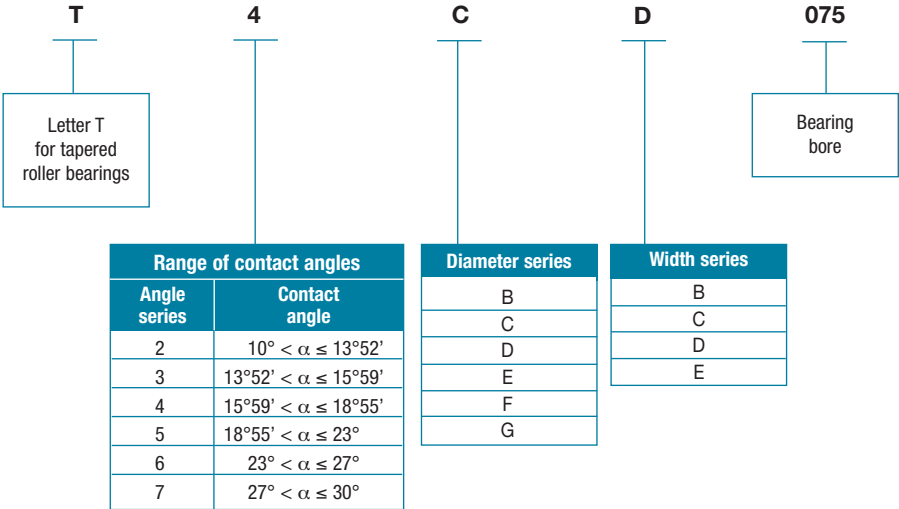 T 4 C D 075
Letter T
for tapered
roller bearings
Bearing
bore
Range of contact angles
Angle series Contact angle
2 10° < α ≤ 13°52’
3 13°52’ < α ≤ 15°59’
4 15°59’ < α ≤ 18°55’
5 18°55’ < α ≤ 23°
6 23° < α ≤ 27°
7 27° < α ≤ 30°
Diameter series
B
C
D
E
F
G
Width series
B
C
D
E